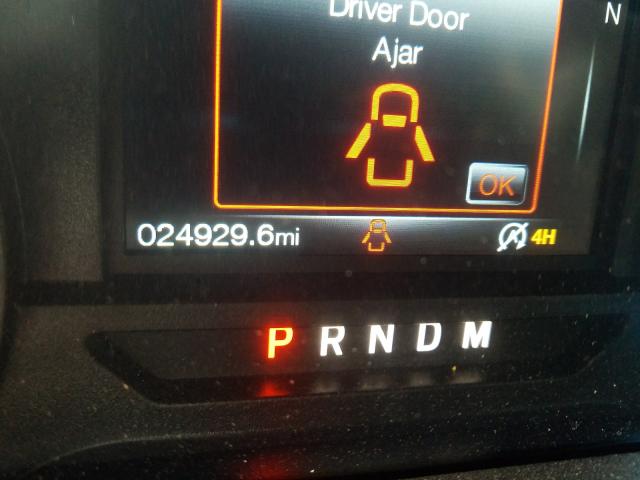 Driver Door
Ajar
N
OK
024929.6mi
4H
P R N D M